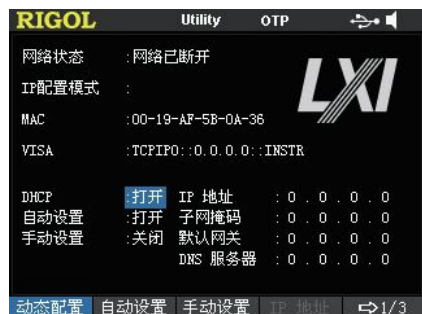 RIGOL Utility OTP
网络状态 :网络已断开
IP配置模式 :
LXI
MAC :00-19-AF-5B-0A-36
VISA :TCPIP0::0.0.0.0::INSTR
DHCP :打开 IP 地址 :0.0.0.0
自动设置 :打开 子网掩码 :0.0.0.0
手动设置 :关闭 默认网关 :0.0.0.0
DNS 服务器 :0.0.0.0
动态配置 自动设置 手动设置 IP 地址 ⇨1/3